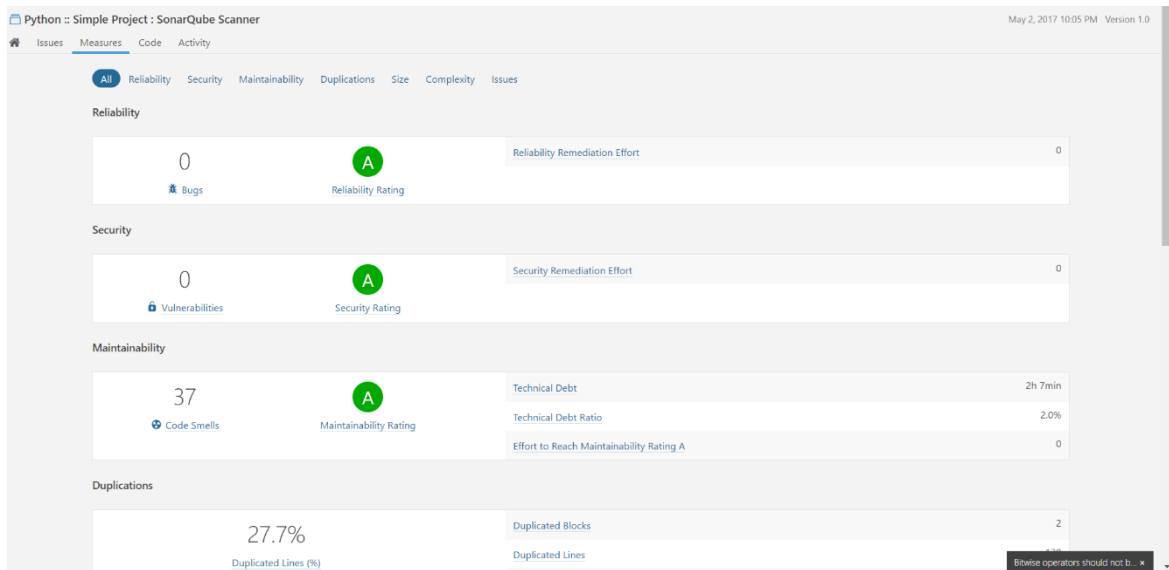 Python :: Simple Project : SonarQube Scanner
May 2, 2017 10:05 PM Version 1.0
Issues Measures Code Activity
All Reliability Security Maintainability Duplications Size Complexity Issues
Reliability
0
Bugs
A
Reliability Rating
Reliability Remediation Effort 0
Security
0
Vulnerabilities
A
Security Rating
Security Remediation Effort 0
Maintainability
37
Code Smells
A
Maintainability Rating
Technical Debt 2h 7min
Technical Debt Ratio 2.0%
Effort to Reach Maintainability Rating A 0
Duplications
27.7%
Duplicated Lines (%)
Duplicated Blocks 2
Duplicated Lines
Bitwise operators should not b... ×